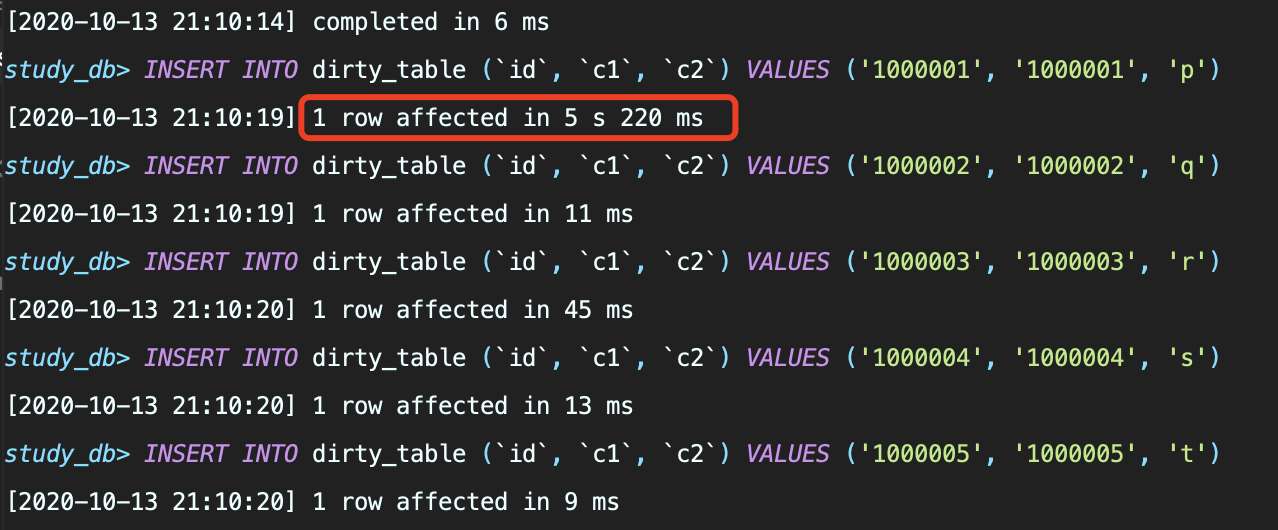 [2020-10-13 21:10:14] completed in 6 ms
study_db> INSERT INTO dirty_table (`id`, `c1`, `c2`) VALUES ('1000001', '1000001', 'p')
[2020-10-13 21:10:19] 1 row affected in 5 s 220 ms
study_db> INSERT INTO dirty_table (`id`, `c1`, `c2`) VALUES ('1000002', '1000002', 'q')
[2020-10-13 21:10:19] 1 row affected in 11 ms
study_db> INSERT INTO dirty_table (`id`, `c1`, `c2`) VALUES ('1000003', '1000003', 'r')
[2020-10-13 21:10:20] 1 row affected in 45 ms
study_db> INSERT INTO dirty_table (`id`, `c1`, `c2`) VALUES ('1000004', '1000004', 's')
[2020-10-13 21:10:20] 1 row affected in 13 ms
study_db> INSERT INTO dirty_table (`id`, `c1`, `c2`) VALUES ('1000005', '1000005', 't')
[2020-10-13 21:10:20] 1 row affected in 9 ms